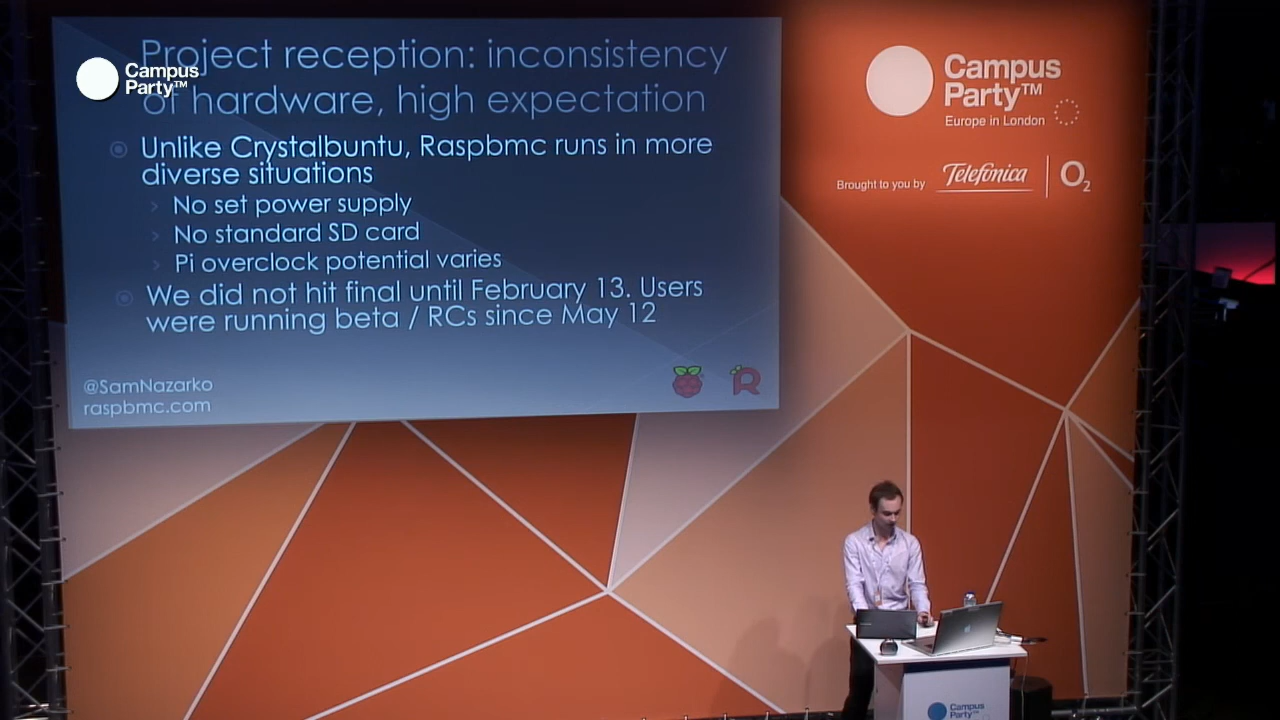 Project reception: inconsistency
of hardware, high expectation
Campus
Party™
Unlike Crystalbuntu, Raspbmc runs in more
diverse situations
No set power supply
No standard SD card
Pi overclock potential varies
We did not hit final until February 13. Users
were running beta / RCs since May 12
@SamNazarko
raspbmc.com
Campus
Party™
Europe in London
Brought to you by Telefónica O2
Campus
Party™